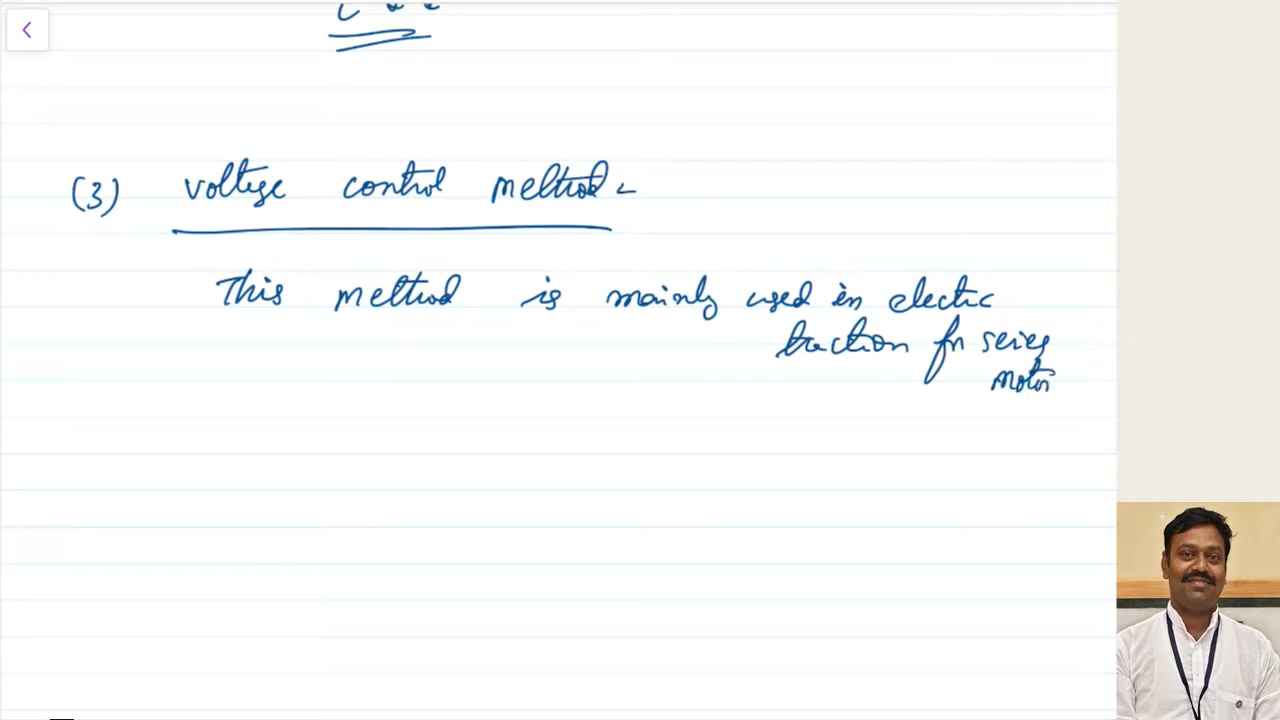 (3) voltage control method -
This method is mainly used in electric
traction for series
motor